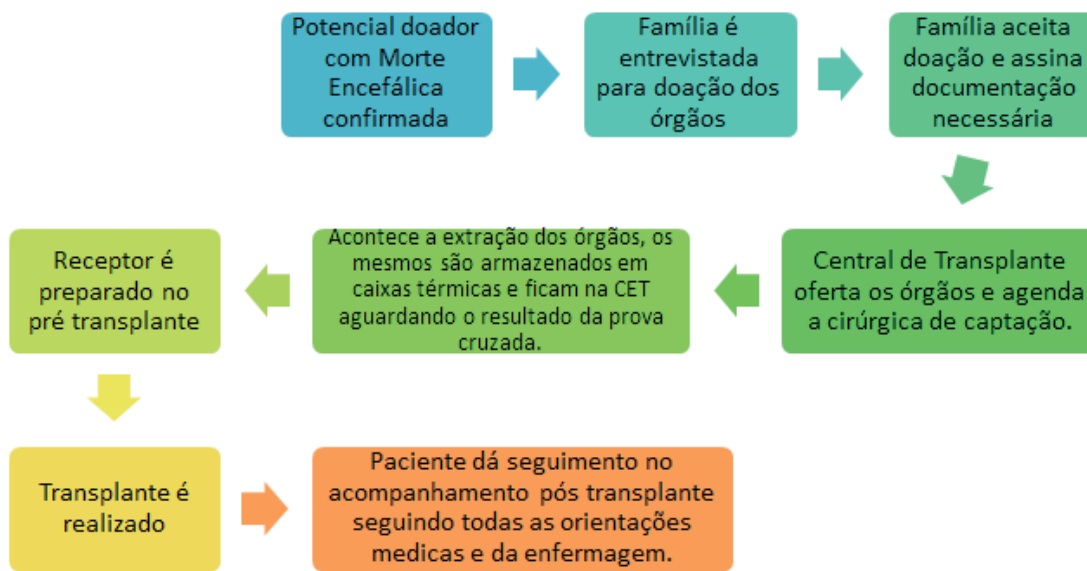 Potencial doador
com Morte
Encefálica
confirmada
Família é
entrevistada
para doação dos
órgãos
Família aceita
doação e assina
documentação
necessária
Central de Transplante
oferta os órgãos e agenda
a cirúrgica de captação.
Acontece a extração dos órgãos, os
mesmos são armazenados em
caixas térmicas e ficam na CET
aguardando o resultado da prova
cruzada.
Receptor é
preparado no
pré transplante
Transplante é
realizado
Paciente dá seguimento no
acompanhamento pós transplante
seguindo todas as orientações
medicas e da enfermagem.